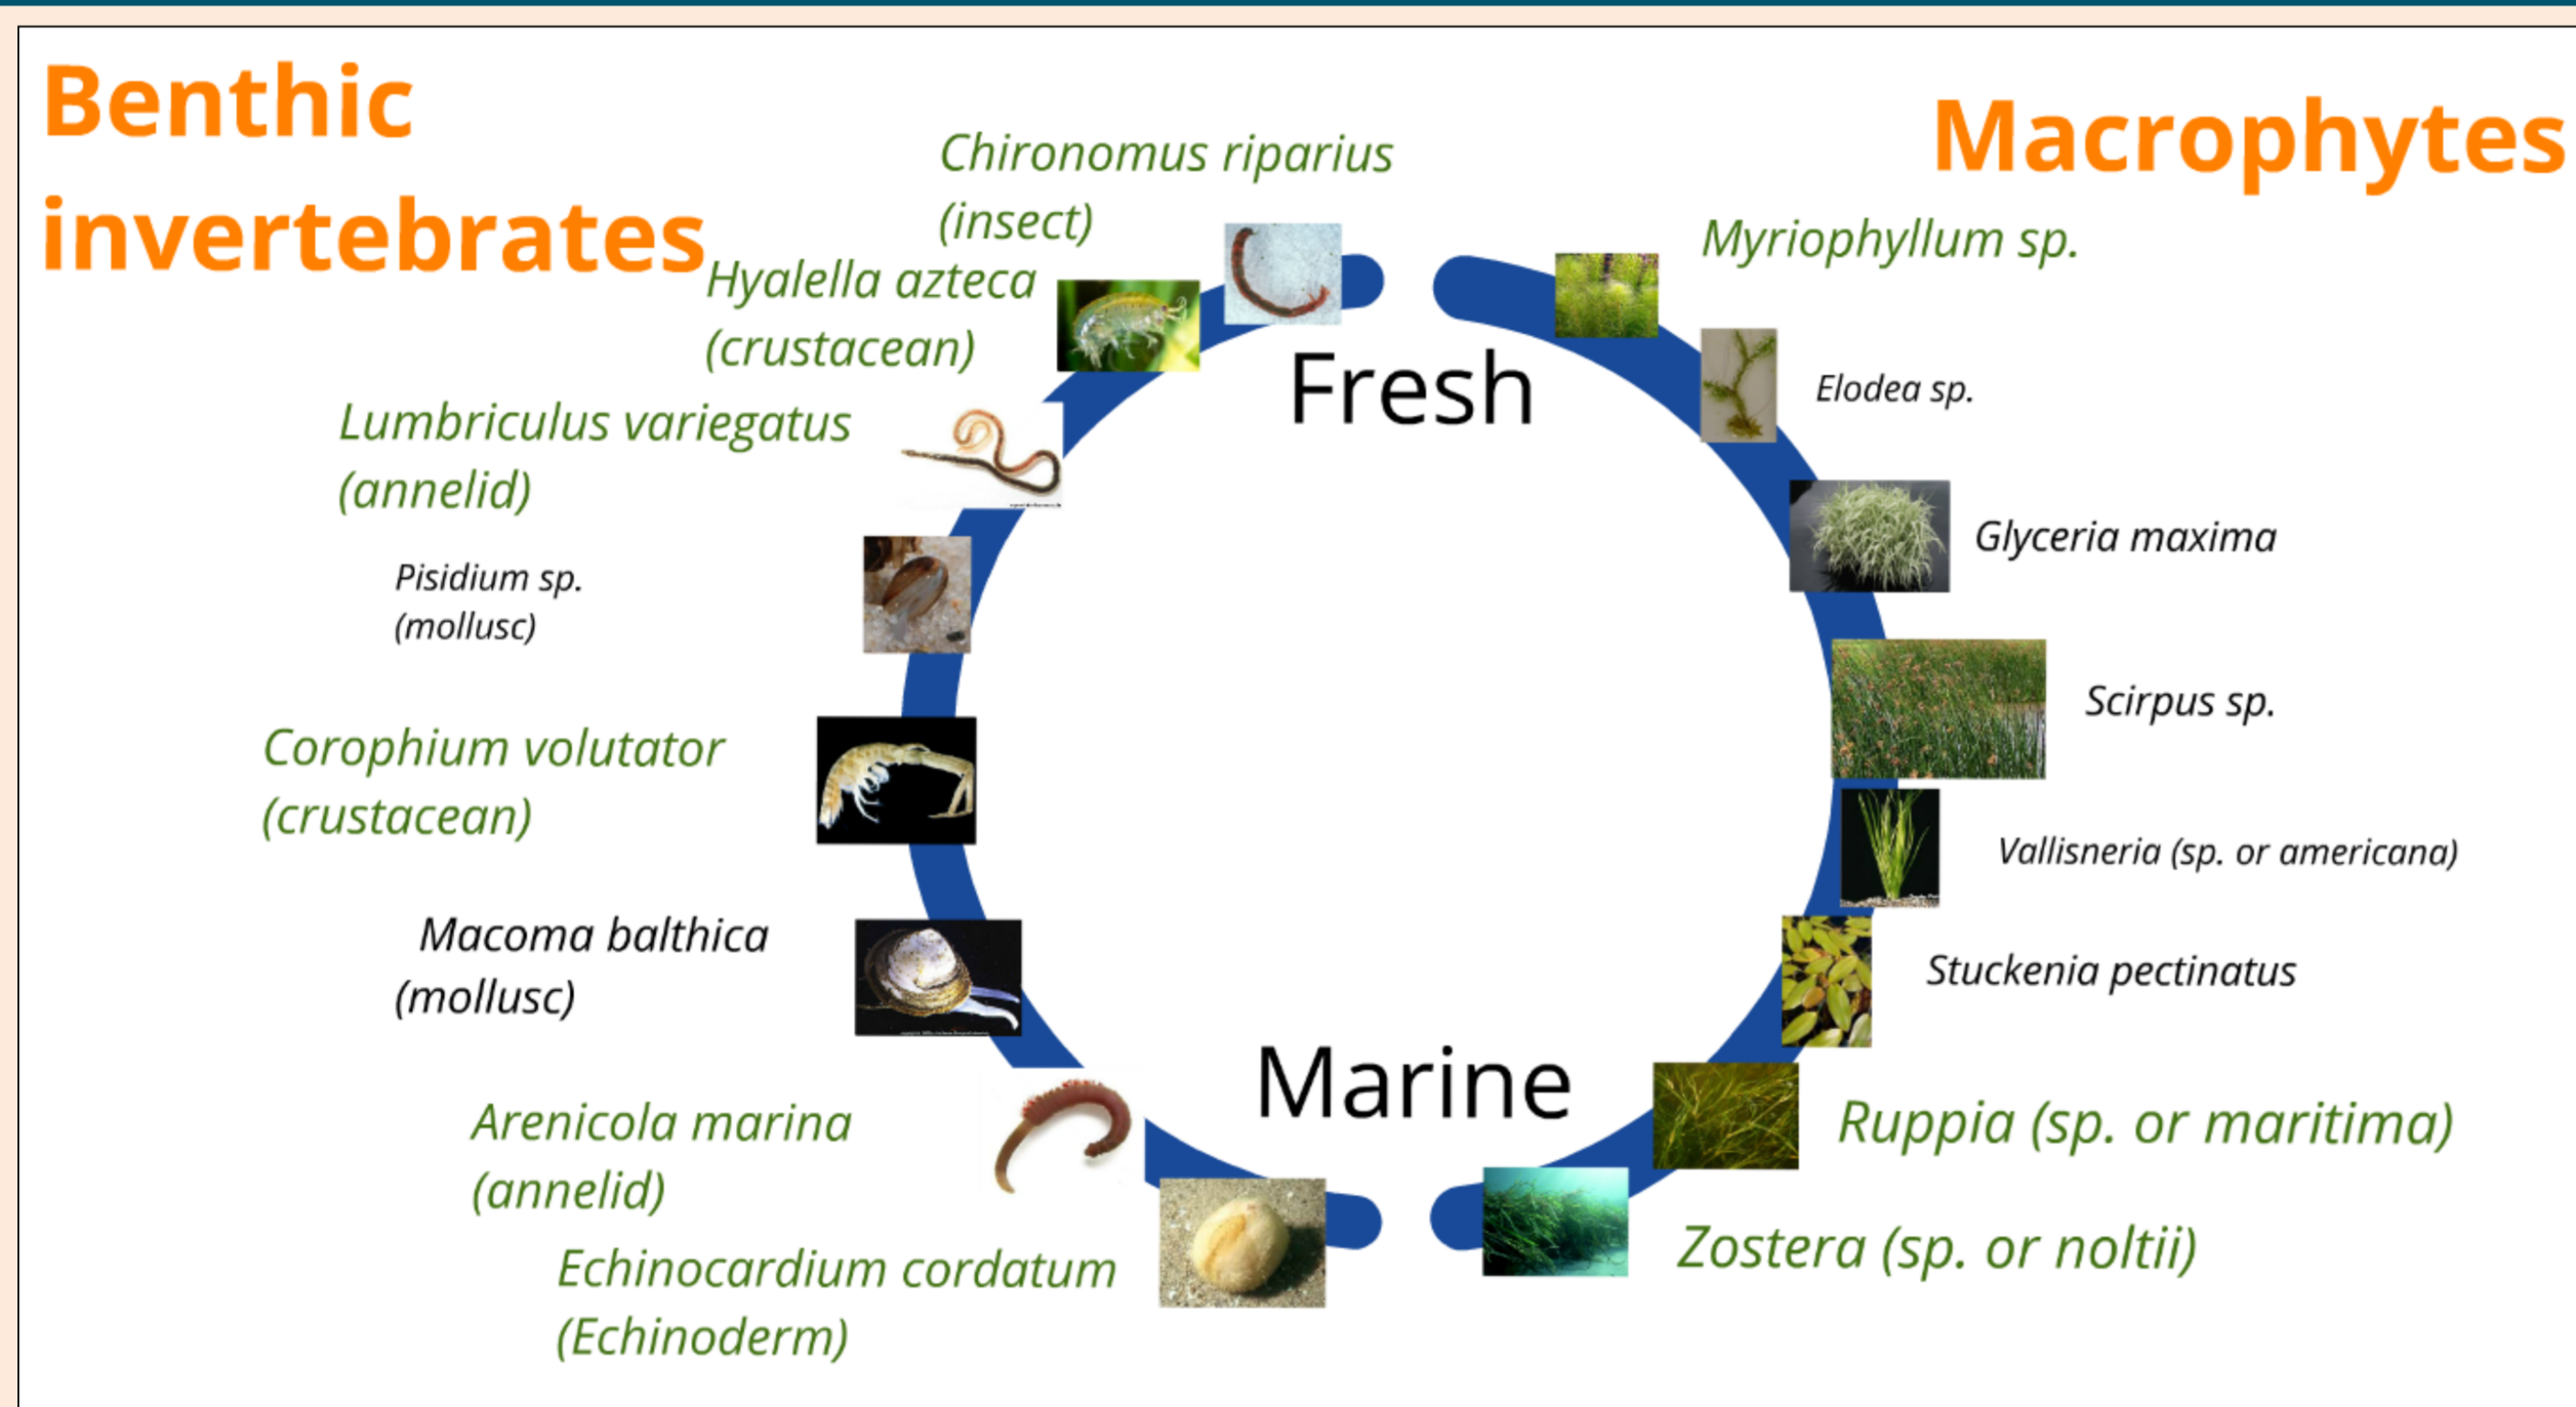 Benthic
invertebrates
Macrophytes
Chironomus riparius
(insect)
Hyalella azteca
(crustacean)
Lumbriculus variegatus
(annelid)
Pisidium sp.
(mollusc)
Corophium volutator
(crustacean)
Macoma balthica
(mollusc)
Arenicola marina
(annelid)
Echinocardium cordatum
(Echinoderm)
Fresh
Marine
Myriophyllum sp.
Elodea sp.
Glyceria maxima
Scirpus sp.
Vallisneria (sp. or americana)
Stuckenia pectinatus
Ruppia (sp. or maritima)
Zostera (sp. or noltii)